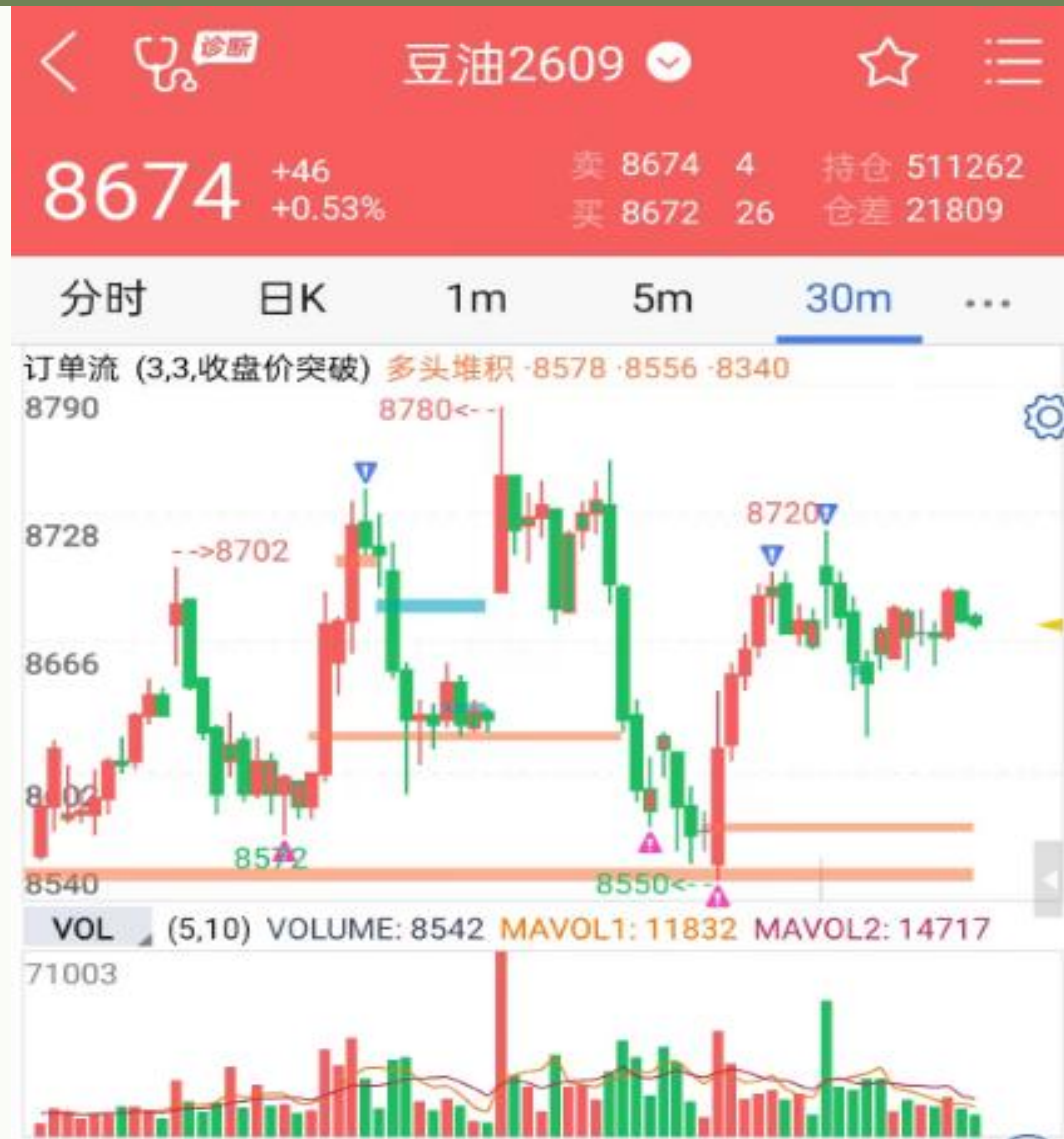 诊断
豆油2609
8674 +46 卖 8674 4 持仓 511262
+0.53% 买 8672 26 仓差 21809
分时 日K 1m 5m 30m ...
订单流 (3,3,收盘价突破) 多头堆积 ·8578 ·8556 ·8340
8790
8780<--
8728
8720
-->8702
8666
8602
8572
8540
8550<--
VOL (5,10) VOLUME: 8542 MAVOL1: 11832 MAVOL2: 14717
71003